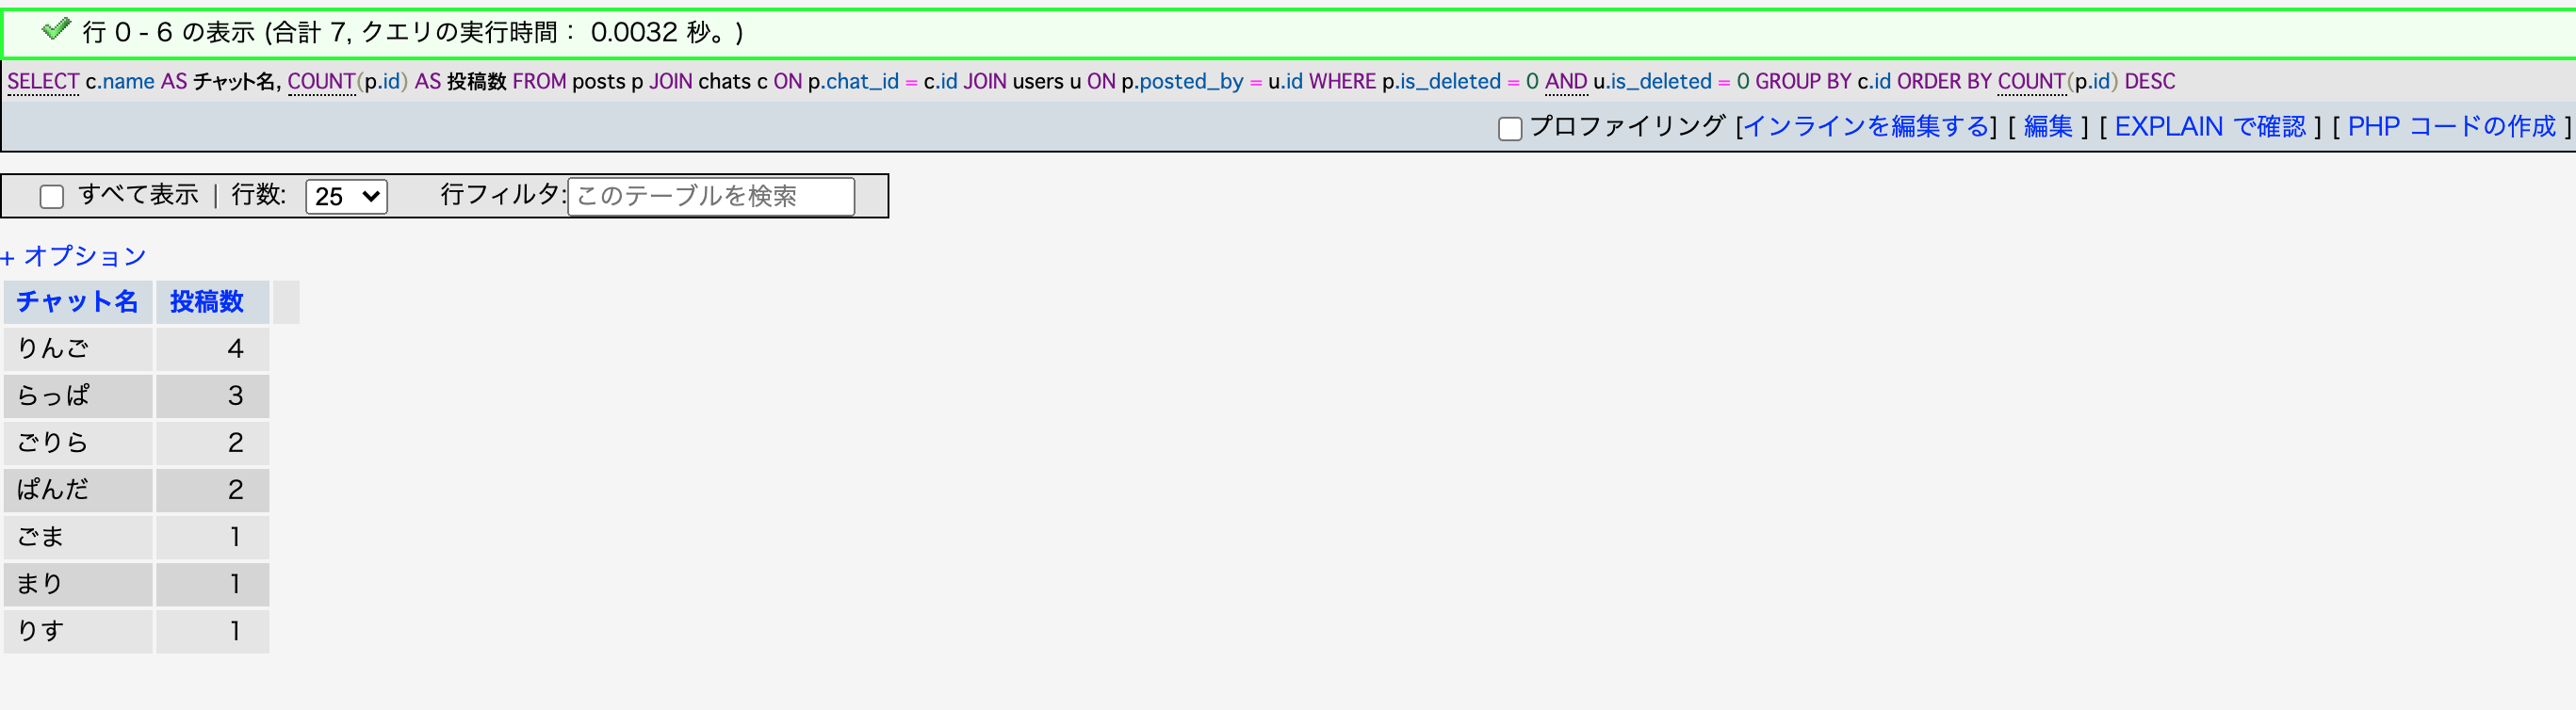 行 0 - 6 の表示 (合計 7, クエリの実行時間： 0.0032 秒。)
SELECT c.name AS チャット名, COUNT(p.id) AS 投稿数 FROM posts p JOIN chats c ON p.chat_id = c.id JOIN users u ON p.posted_by = u.id WHERE p.is_deleted = 0 AND u.is_deleted = 0 GROUP BY c.id ORDER BY COUNT(p.id) DESC
プロファイリング [インラインを編集する] [ 編集 ] [ EXPLAIN で確認 ] [ PHP コードの作成 ]
すべて表示 | 行数: 25 行フィルタ: このテーブルを検索
+ オプション
チャット名 投稿数
りんご 4
らっぱ 3
ごりら 2
ぱんだ 2
ごま 1
まり 1
りす 1